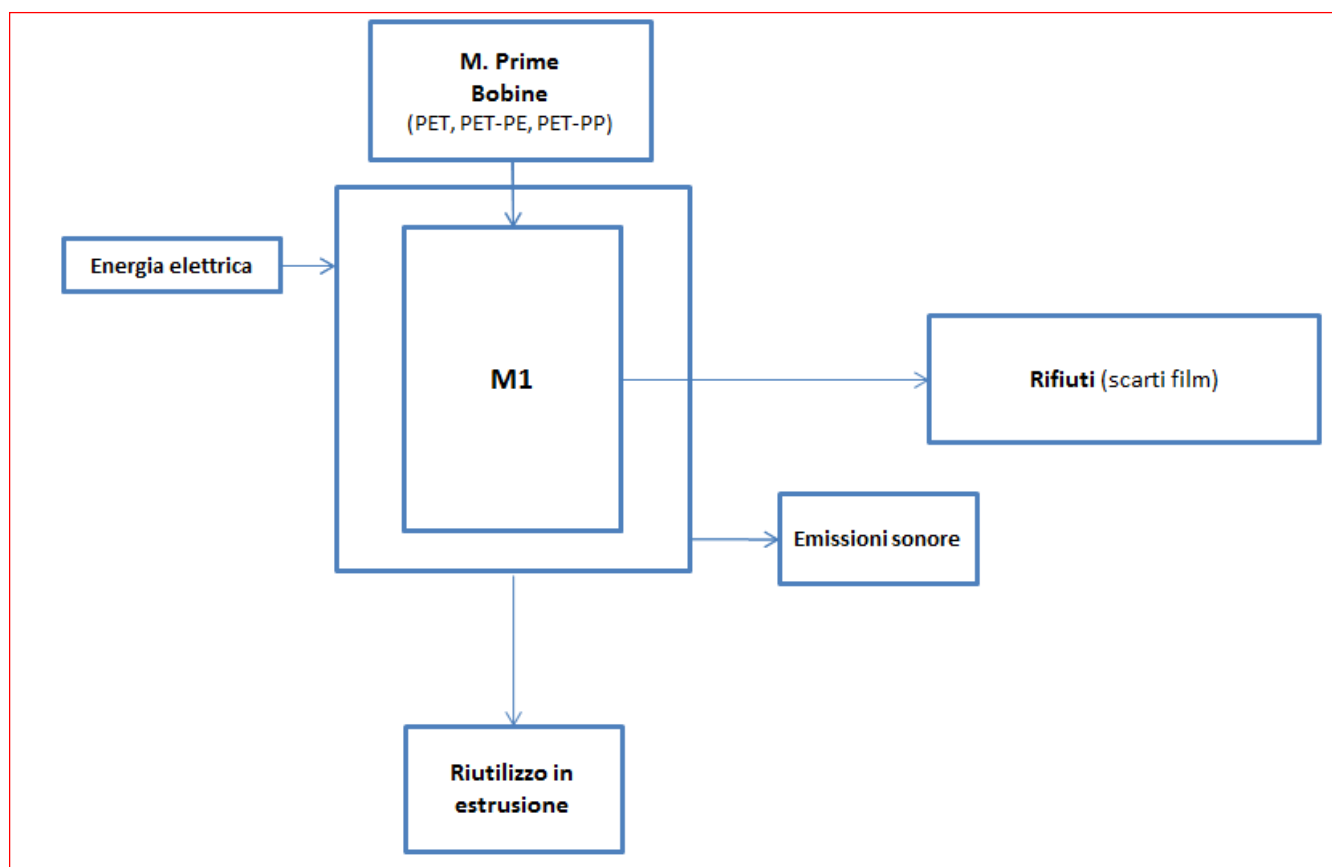 M. Prime
Bobine
(PET, PET-PE, PET-PP)
Energia elettrica
M1
Rifiuti (scarti film)
Emissioni sonore
Riutilizzo in
estrusione